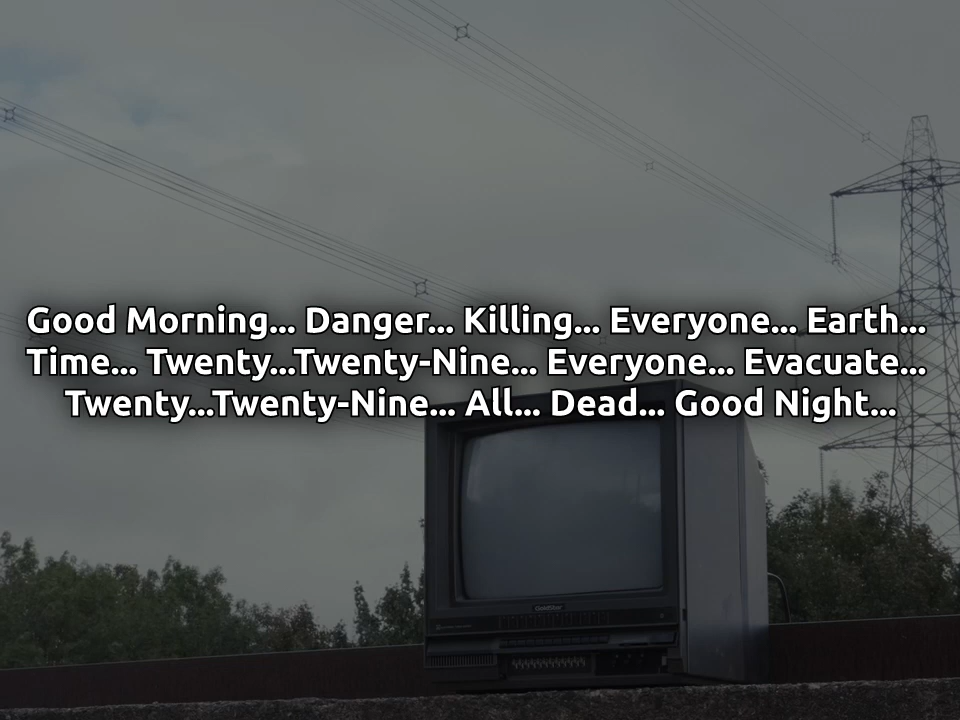 Good Morning... Danger... Killing... Everyone... Earth...
Time... Twenty...Twenty-Nine... Everyone... Evacuate...
Twenty...Twenty-Nine... All... Dead... Good Night...
GoldStar